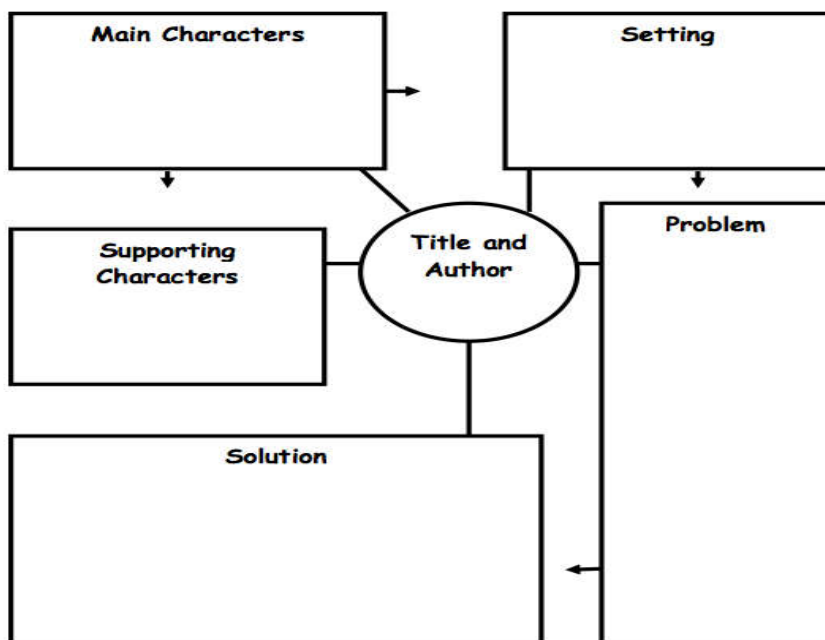 Main Characters
Setting
Title and
Author
Supporting
Characters
Problem
Solution